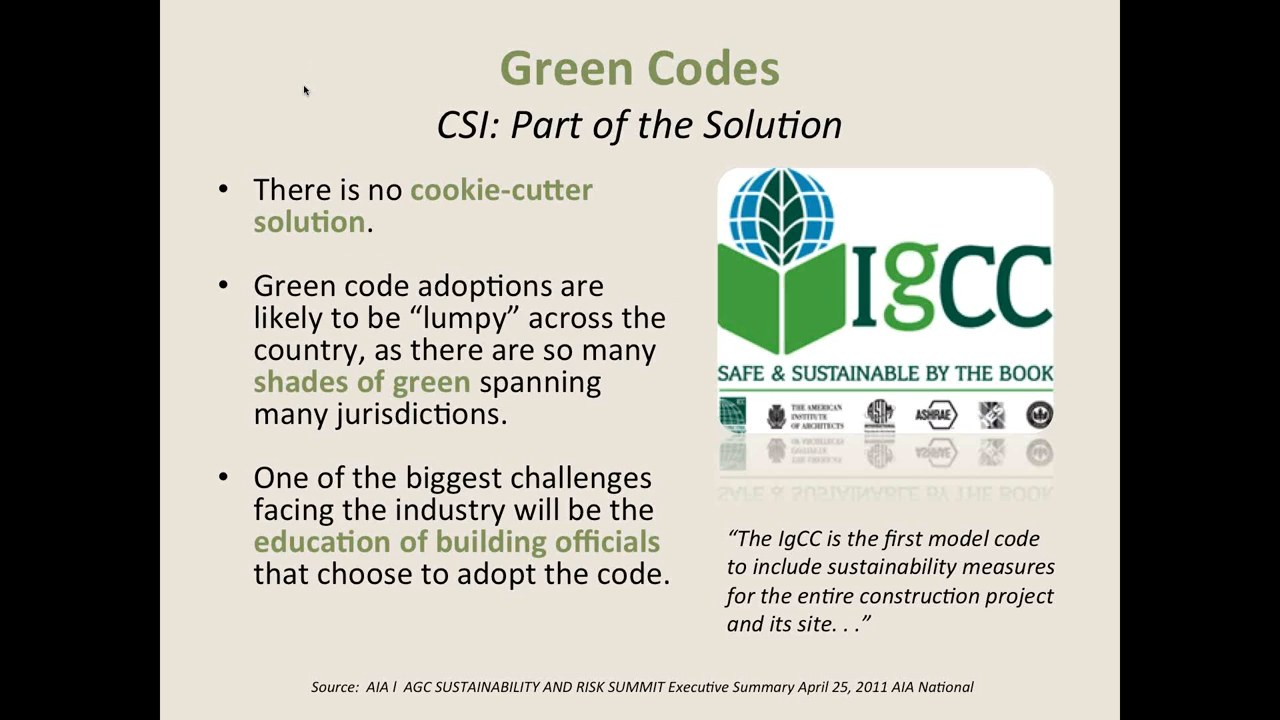 Green Codes
CSI: Part of the Solution
• There is no cookie-cutter
solution.
• Green code adoptions are
likely to be “lumpy” across the
country, as there are so many
shades of green spanning
many jurisdictions.
• One of the biggest challenges
facing the industry will be the
education of building officials
that choose to adopt the code.
IgCC
SAFE & SUSTAINABLE BY THE BOOK
THE AMERICAN
INSTITUTE
OF ARCHITECTS
ASTM
ASHRAE
“The IgCC is the first model code
to include sustainability measures
for the entire construction project
and its site. . .”
Source: AIA l AGC SUSTAINABILITY AND RISK SUMMIT Executive Summary April 25, 2011 AIA National